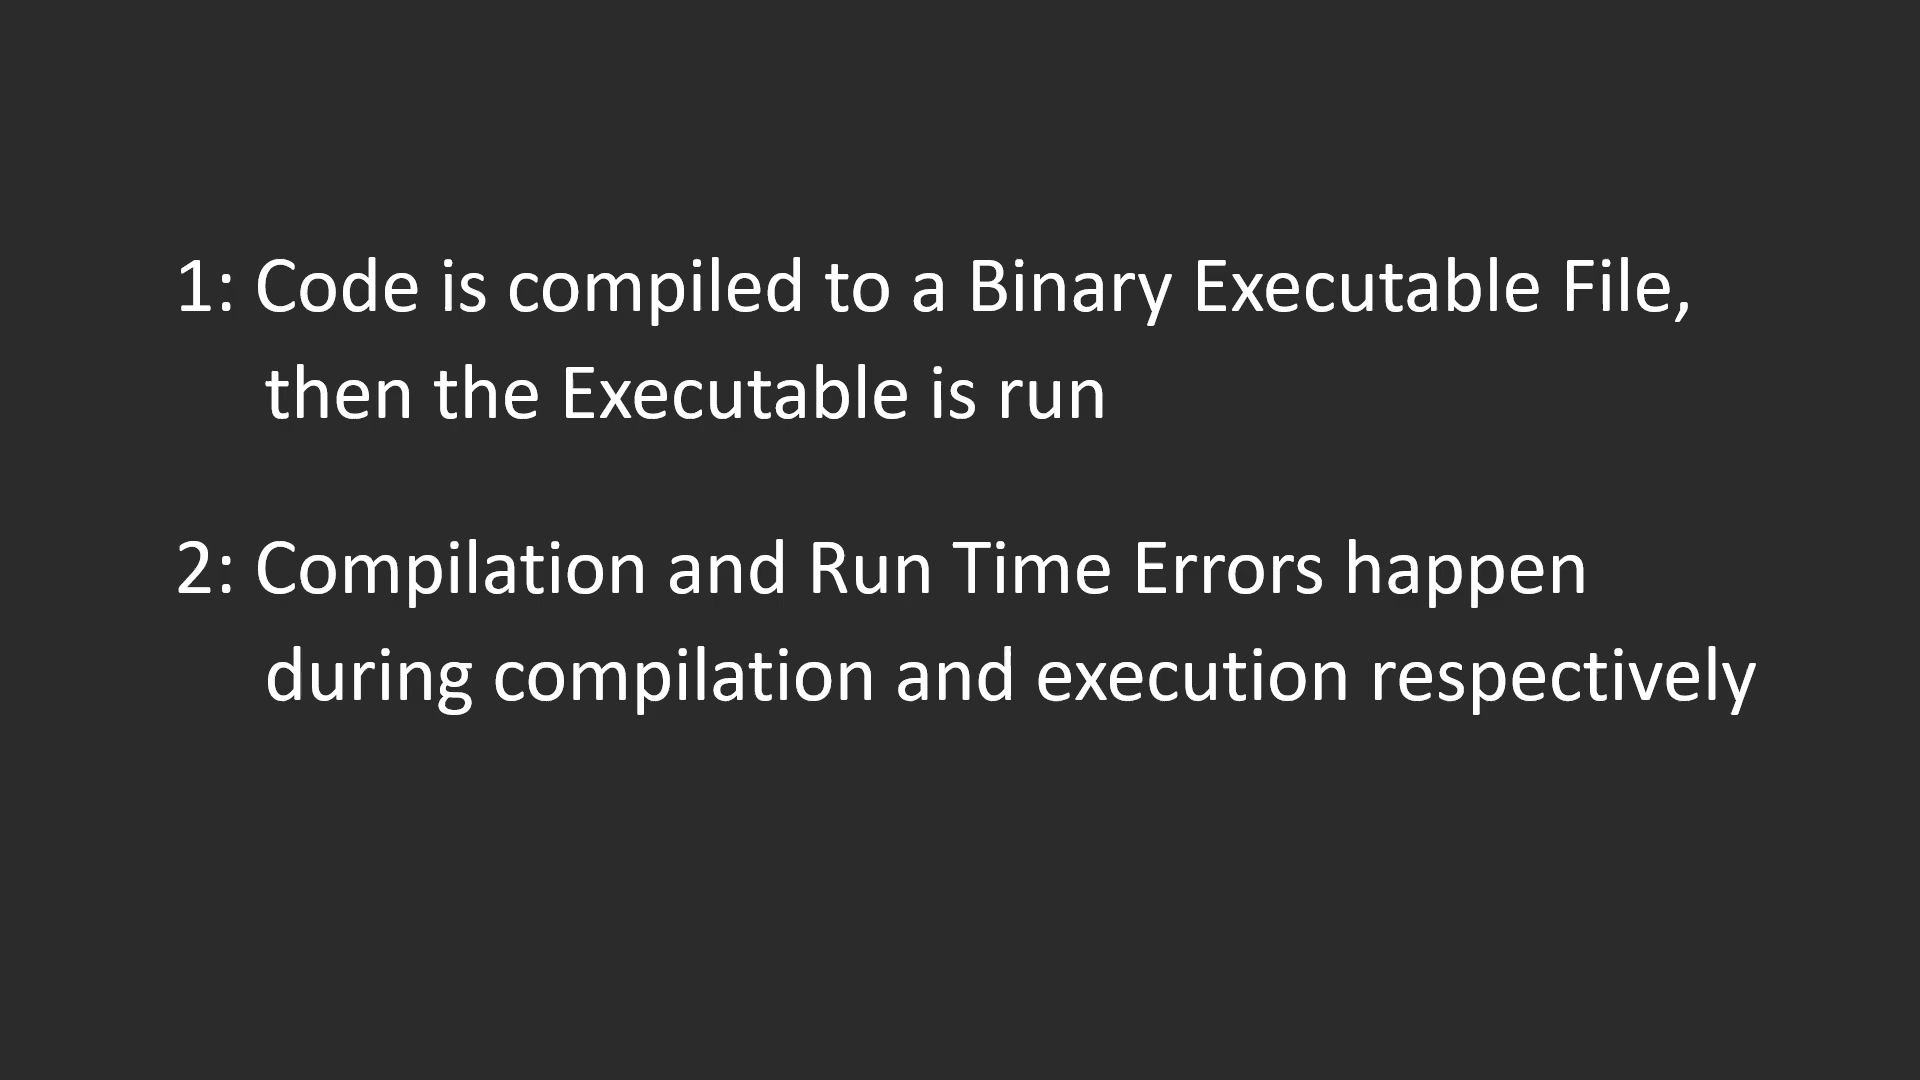 1: Code is compiled to a Binary Executable File,
then the Executable is run
2: Compilation and Run Time Errors happen
during compilation and execution respectively